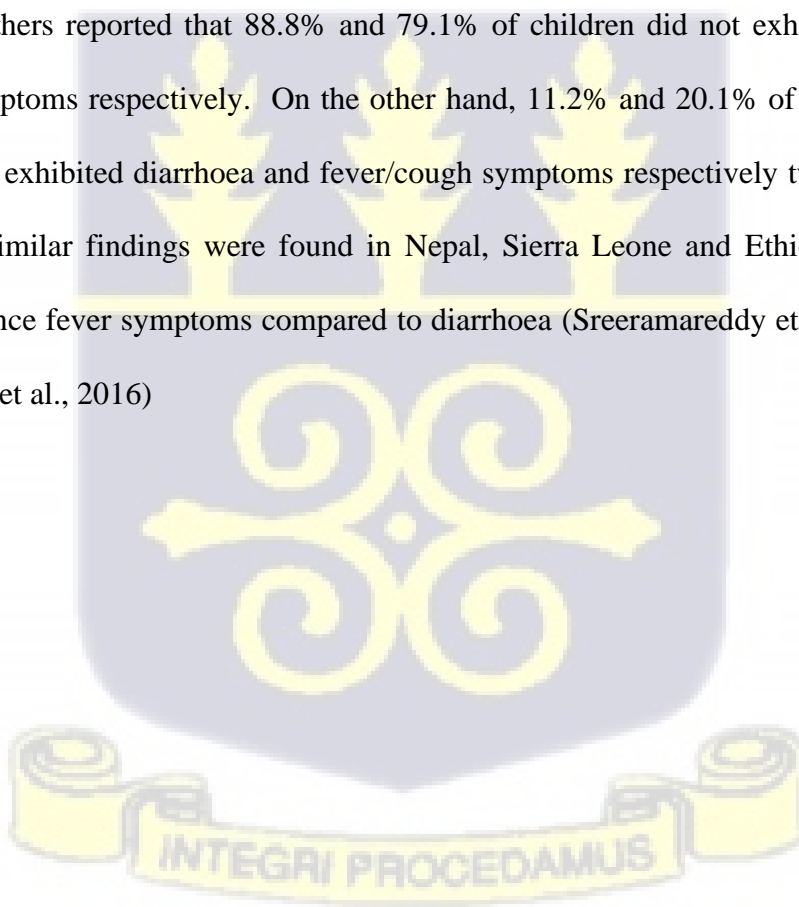 thers reported that 88.8% and 79.1% of children did not exh
ptoms respectively. On the other hand, 11.2% and 20.1% of
exhibited diarrhoea and fever/cough symptoms respectively t
imilar findings were found in Nepal, Sierra Leone and Ethi
nce fever symptoms compared to diarrhoea (Sreeramareddy et
et al., 2016)
INTEGRI PROCEDAMUS